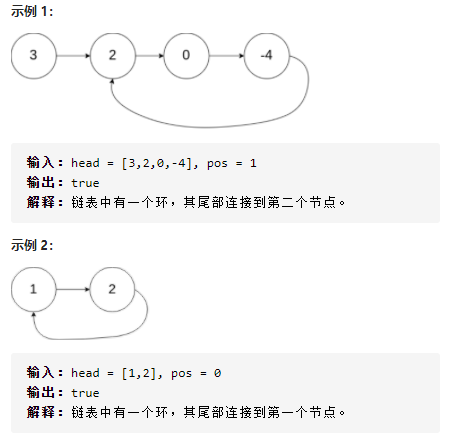 示例 1：
3 2 0 -4
输入：head = [3,2,0,-4], pos = 1
输出：true
解释：链表中有一个环，其尾部连接到第二个节点。
示例 2：
1 2
输入：head = [1,2], pos = 0
输出：true
解释：链表中有一个环，其尾部连接到第一个节点。